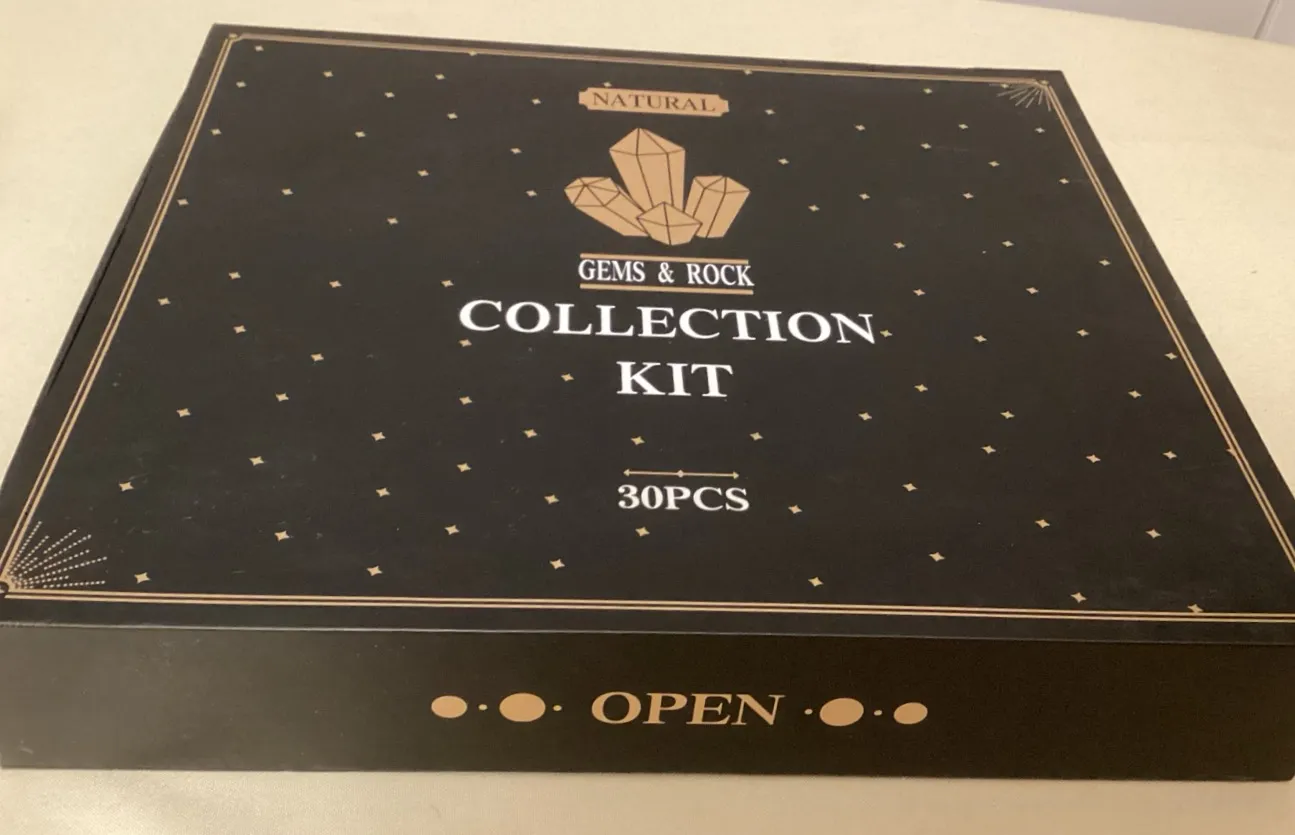 NATURAL
GEMS & ROCK
COLLECTION
KIT
30PCS
OPEN